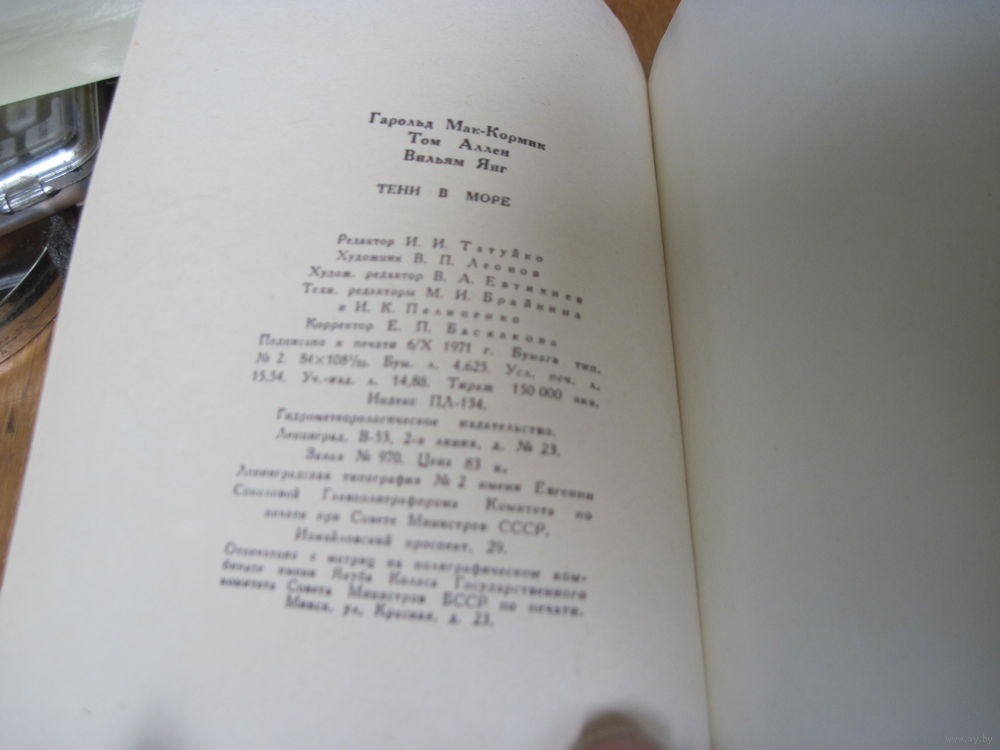 Гарольд Мак-Кормик
Том Аллен
Вильям Янг
ТЕНИ В МОРЕ
Редактор И. И. Татуйко
Художник В. П. Леонов
Худож. редактор В. А. Евтихиев
Техн. редакторы М. И. Брайнина
и И. К. Пелипенко
Корректор Е. П. Баскакова
Подписано к печати 6/X 1971 г. Бумага тип.
№ 2. 84×108¹/₃₂. Бум. л. 4,625. Усл. печ. л.
15,54. Уч.-изд. л. 14,88. Тираж 150 000 экз.
Индекс ПЛ-134.
Гидрометеорологическое издательство.
Ленинград, В-53, 2-я линия, д. № 23.
Заказ № 970. Цена 83 к.
Ленинградская типография № 2 имени Евгении
Соколовой Главполиграфпрома Комитета по
печати при Совете Министров СССР,
Измайловский проспект, 29.
Отпечатано с матриц на полиграфическом ком-
бинате имени Якуба Коласа Государственного
комитета Совета Министров БССР по печати.
Минск, ул. Красная, д. 23.
www.ay.by